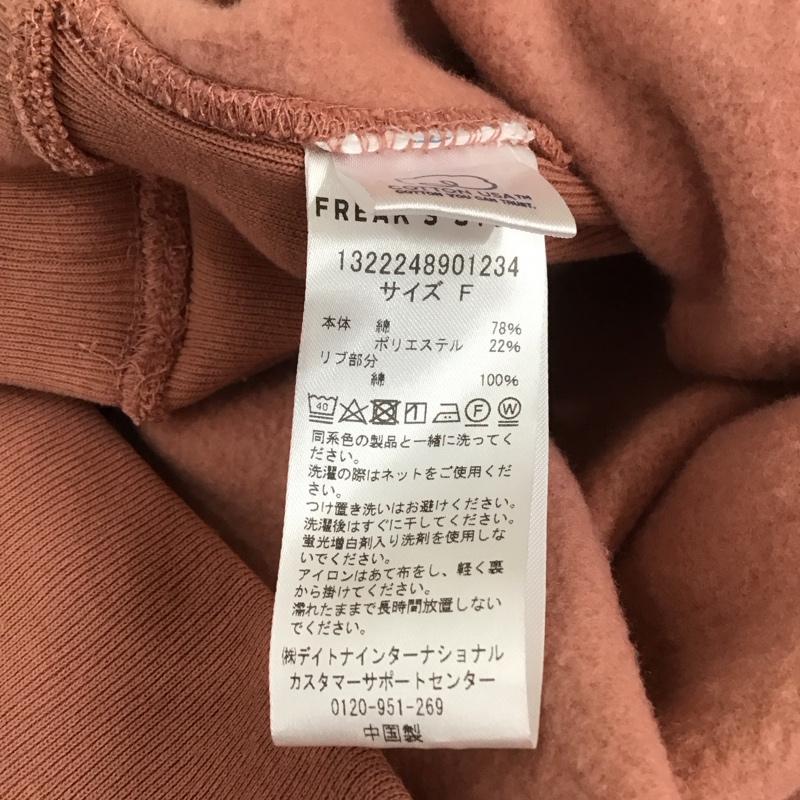 COTTON USA™
COTTON YOU CAN TRUST.
FREAK'S
1322248901234
サイズ F
本体 綿 78%
ポリエステル 22%
リブ部分
綿 100%
40
F W
同系色の製品と一緒に洗ってく
ださい。
洗濯の際はネットをご使用くだ
さい。
つけ置き洗いはお避けください。
洗濯後はすぐに干してください。
蛍光増白剤入り洗剤を使用しな
いでください。
アイロンはあて布をし、軽く裏
から掛けてください。
濡れたままで長時間放置しない
でください。
㈱デイトナインターナショナル
カスタマーサポートセンター
0120-951-269
中国製